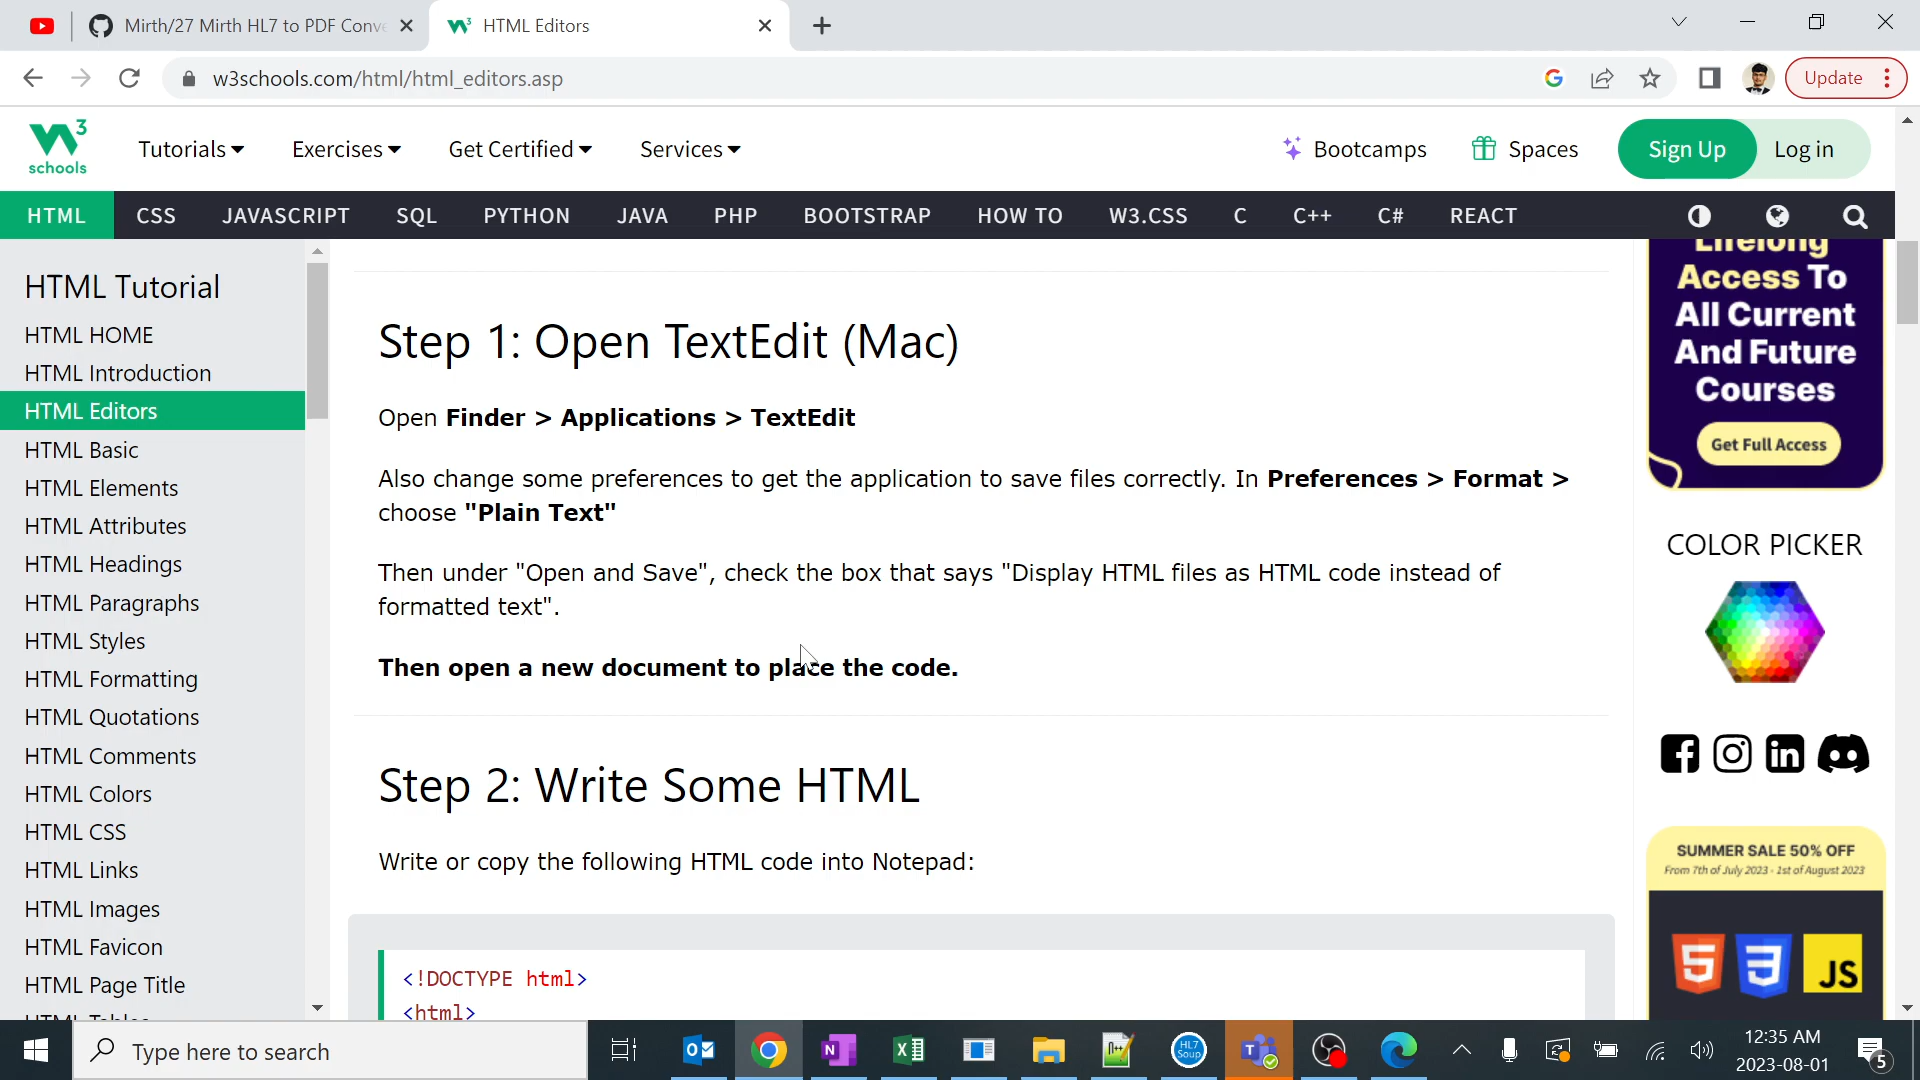 Mirth/27 Mirth HL7 to PDF Conve
HTML Editors
w3schools.com/html/html_editors.asp
Update
W3
schools
Tutorials
Exercises
Get Certified
Services
Bootcamps
Spaces
Sign Up
Log in
HTML
CSS
JAVASCRIPT
SQL
PYTHON
JAVA
PHP
BOOTSTRAP
HOW TO
W3.CSS
C
C++
C#
REACT
HTML Tutorial
HTML HOME
HTML Introduction
HTML Editors
HTML Basic
HTML Elements
HTML Attributes
HTML Headings
HTML Paragraphs
HTML Styles
HTML Formatting
HTML Quotations
HTML Comments
HTML Colors
HTML CSS
HTML Links
HTML Images
HTML Favicon
HTML Page Title
HTML Tables
Step 1: Open TextEdit (Mac)
Open Finder > Applications > TextEdit
Also change some preferences to get the application to save files correctly. In Preferences > Format >
choose "Plain Text"
Then under "Open and Save", check the box that says "Display HTML files as HTML code instead of
formatted text".
Then open a new document to place the code.
Step 2: Write Some HTML
Write or copy the following HTML code into Notepad:
<!DOCTYPE html>
<html>
Lifelong
Access To
All Current
And Future
Courses
Get Full Access
COLOR PICKER
SUMMER SALE 50% OFF
From 7th of July 2023 - 1st of August 2023
5
3
JS
Type here to search
HL7
Soup
12:35 AM
2023-08-01
5